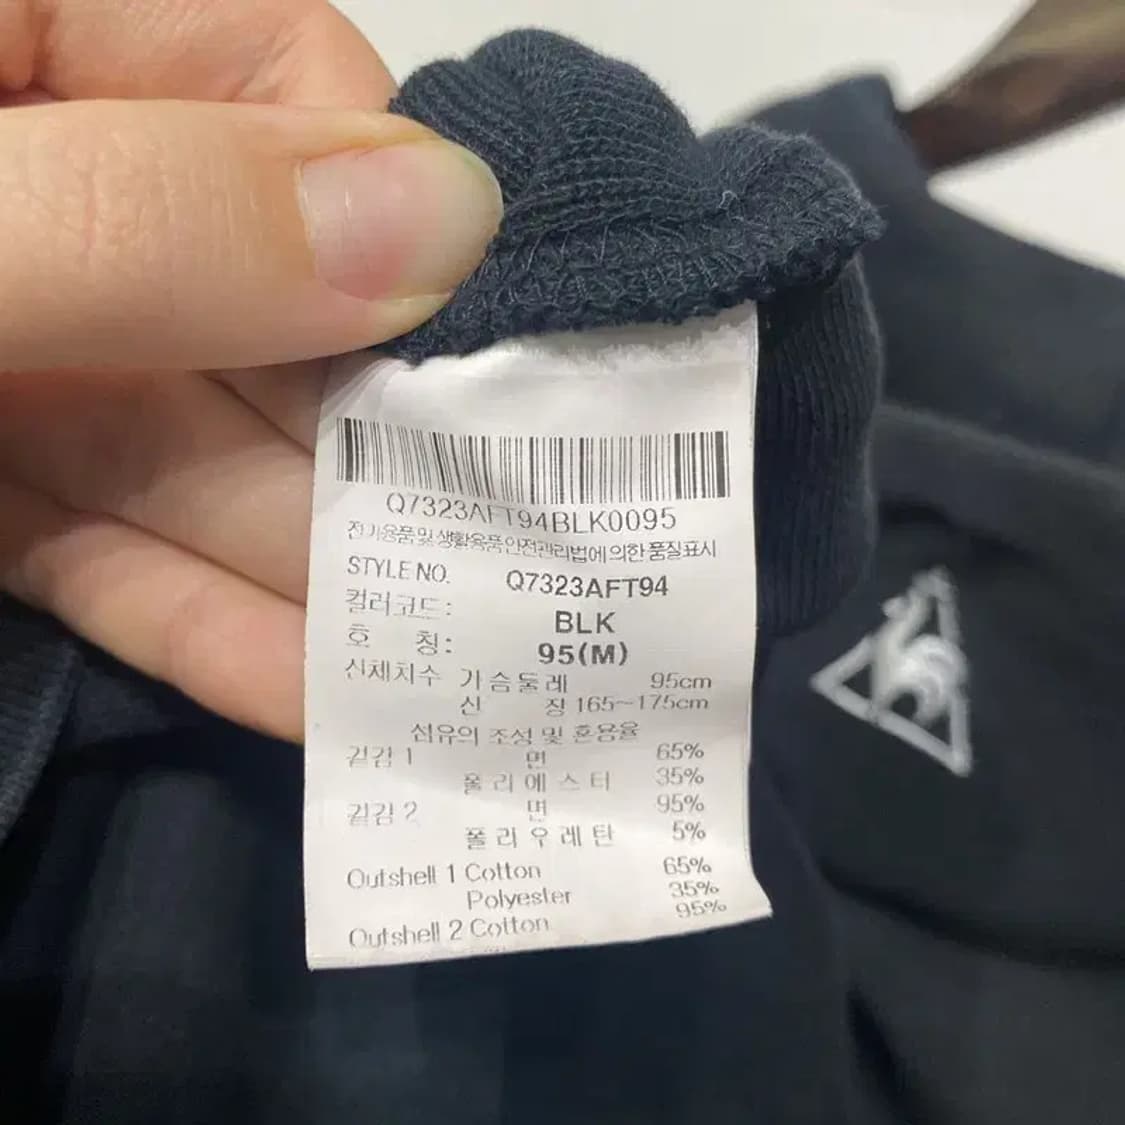 Q7323AFT94BLK0095
전기용품및생활용품안전관리법에의한품질표시
STYLE NO. Q7323AFT94
컬러코드: BLK
호 칭: 95(M)
신체치수 가슴둘레 95cm
신 장 165~175cm
섬유의 조성 및 혼용율
겉감 1 면 65%
폴리에스터 35%
겉감 2 면 95%
폴리우레탄 5%
Outshell 1 Cotton 65%
Polyester 35%
Outshell 2 Cotton 95%